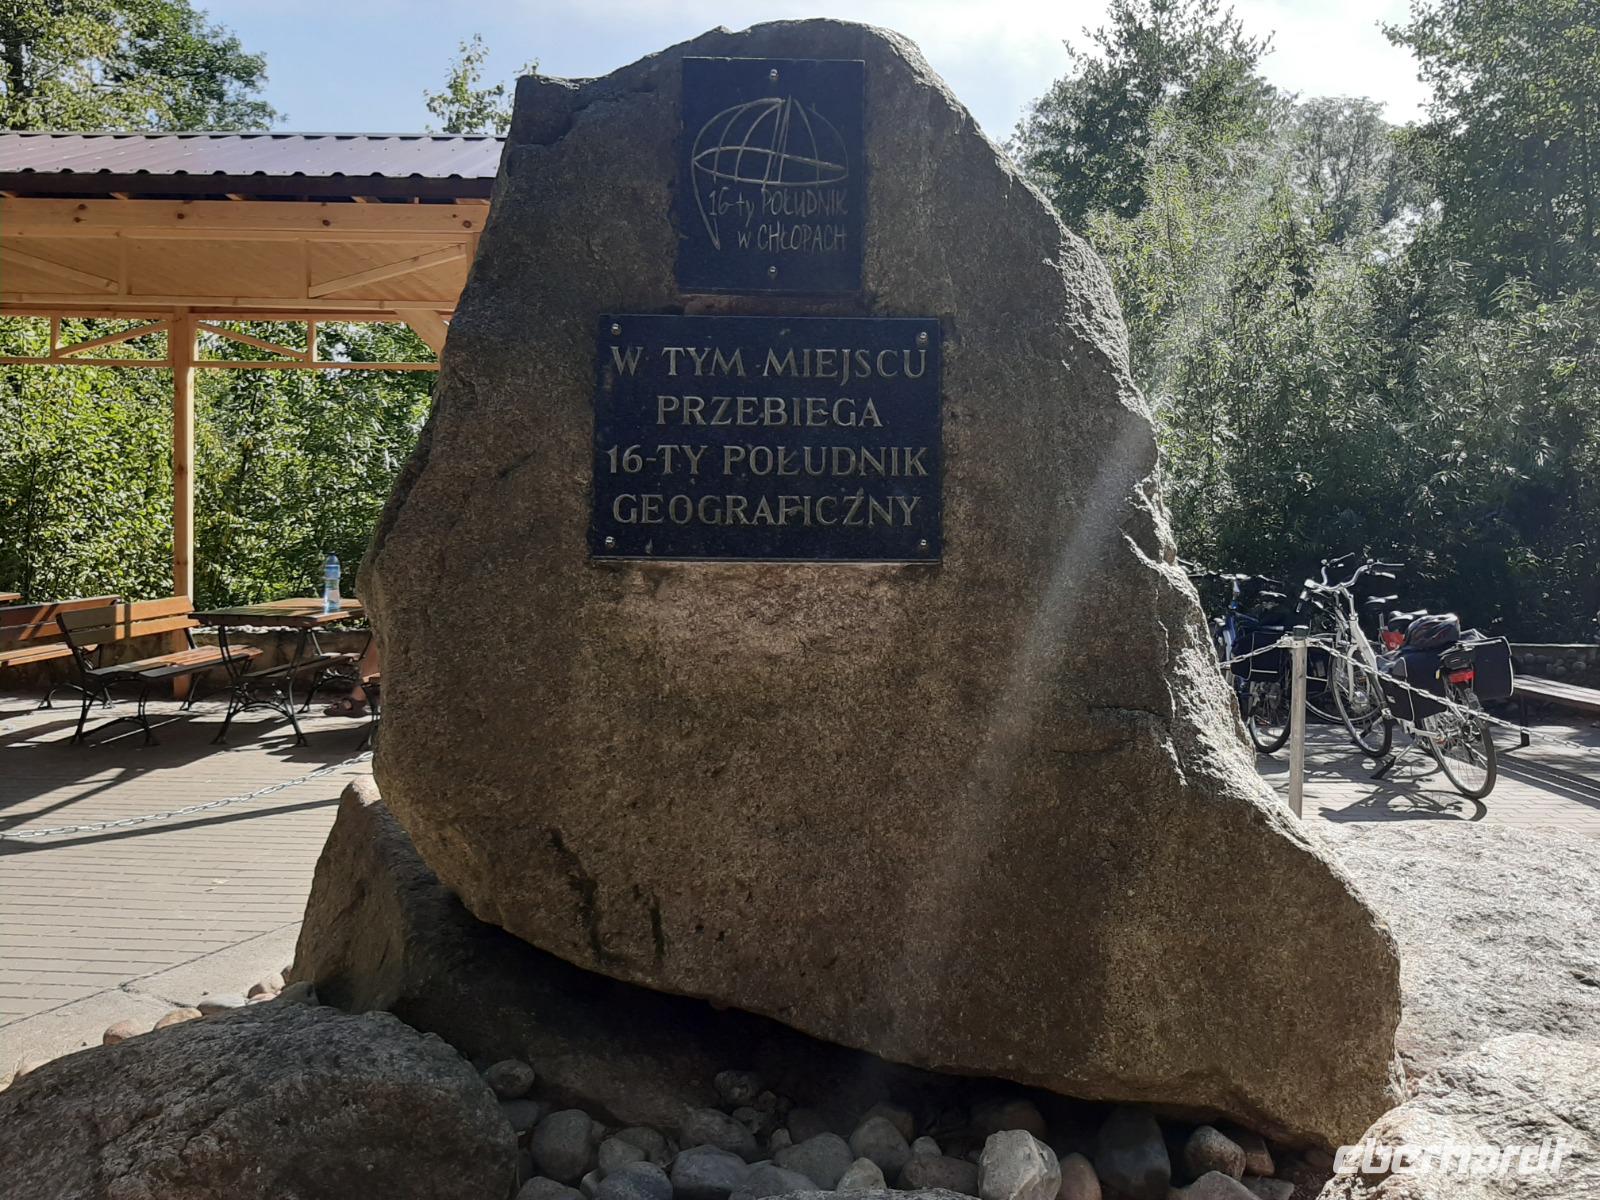 16-ty POŁUDNIK
w CHŁOPACH
W TYM MIEJSCU
PRZEBIEGA
16-TY POŁUDNIK
GEOGRAFICZNY
eberhardt